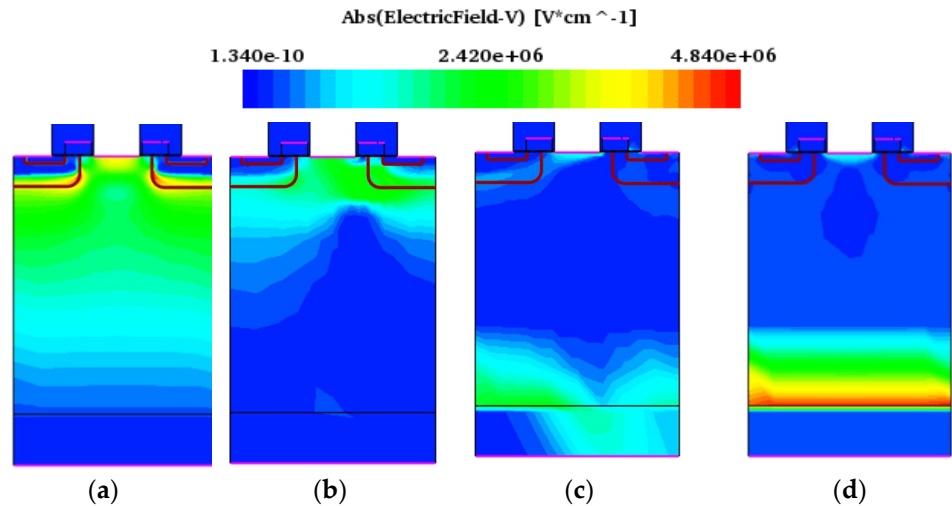 Abs(ElectricField-V) [V*cm^-1]
1.340e-10 2.420e+06 4.840e+06
(a) (b) (c) (d)